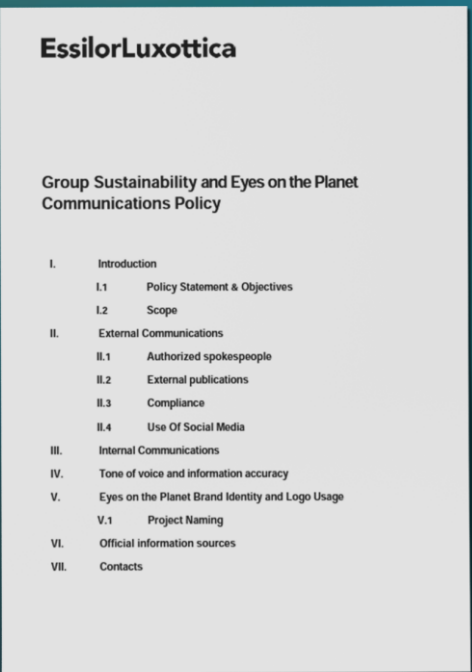 EssilorLuxottica
Group Sustainability and Eyes on the Planet
Communications Policy
I. Introduction
I.1 Policy Statement & Objectives
I.2 Scope
II. External Communications
II.1 Authorized spokespeople
II.2 External publications
II.3 Compliance
II.4 Use Of Social Media
III. Internal Communications
IV. Tone of voice and information accuracy
V. Eyes on the Planet Brand Identity and Logo Usage
V.1 Project Naming
VI. Official information sources
VII. Contacts